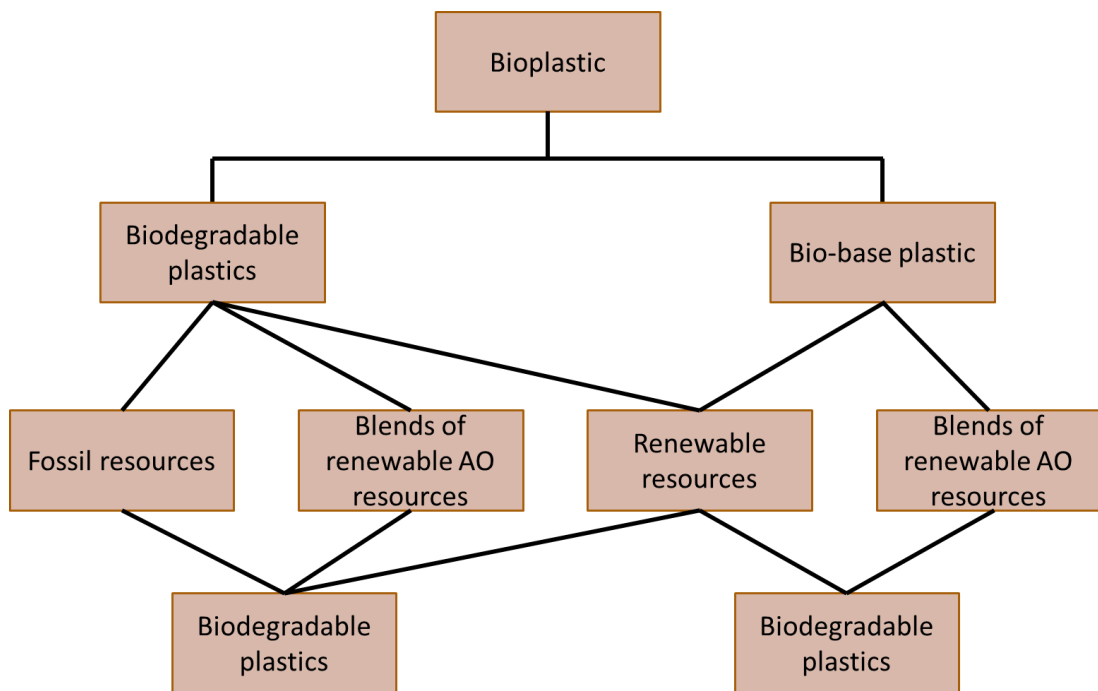 Bioplastic
Biodegradable
plastics
Bio-base plastic
Fossil resources
Blends of
renewable AO
resources
Renewable
resources
Blends of
renewable AO
resources
Biodegradable
plastics
Biodegradable
plastics